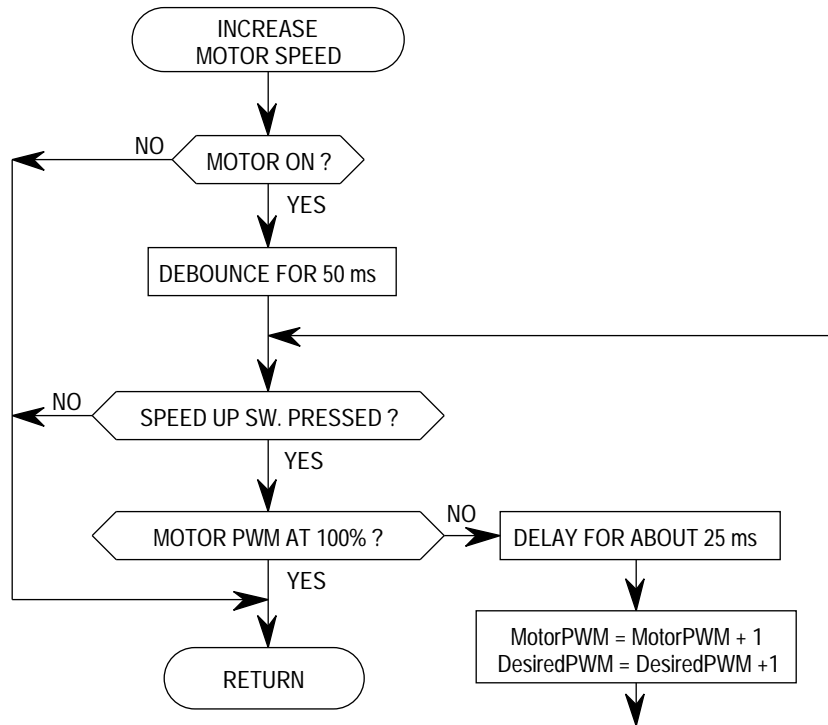 INCREASE
MOTOR SPEED
NO
MOTOR ON ?
YES
DEBOUNCE FOR 50 ms
NO
SPEED UP SW. PRESSED ?
YES
MOTOR PWM AT 100% ?
NO
DELAY FOR ABOUT 25 ms
YES
MotorPWM = MotorPWM + 1
DesiredPWM = DesiredPWM +1
RETURN